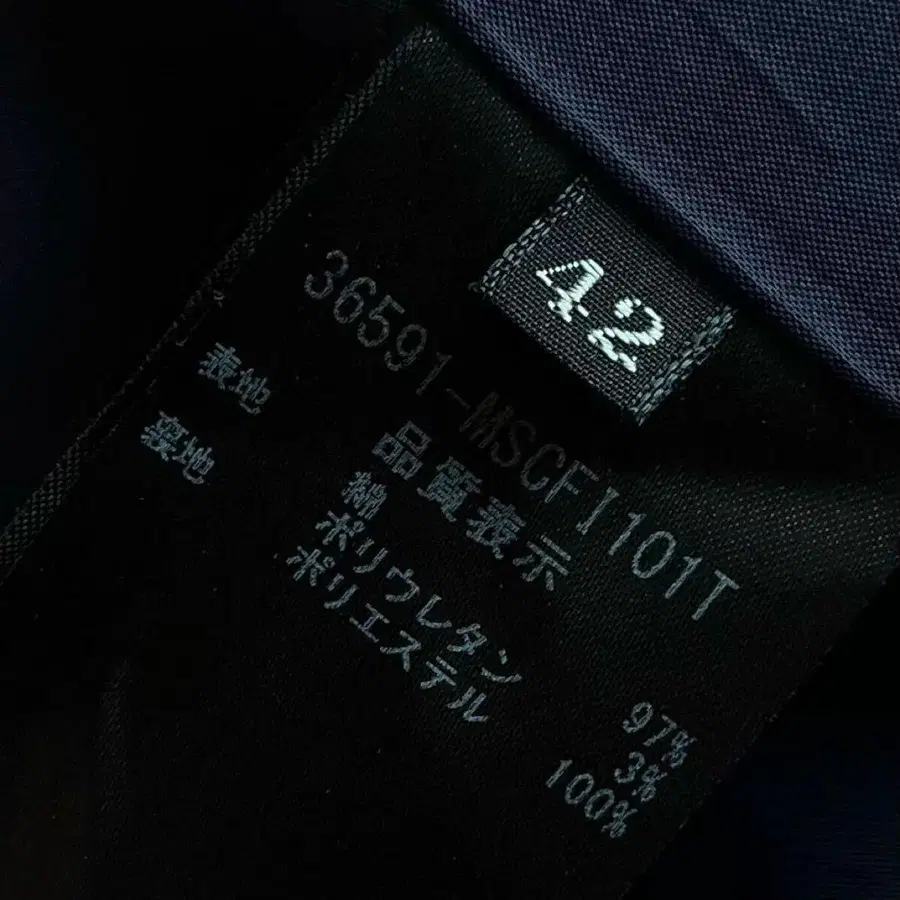 42
36591-MSCFI101T
品質表示
表地 綿 97%
ポリウレタン 3%
裏地 ポリエステル 100%